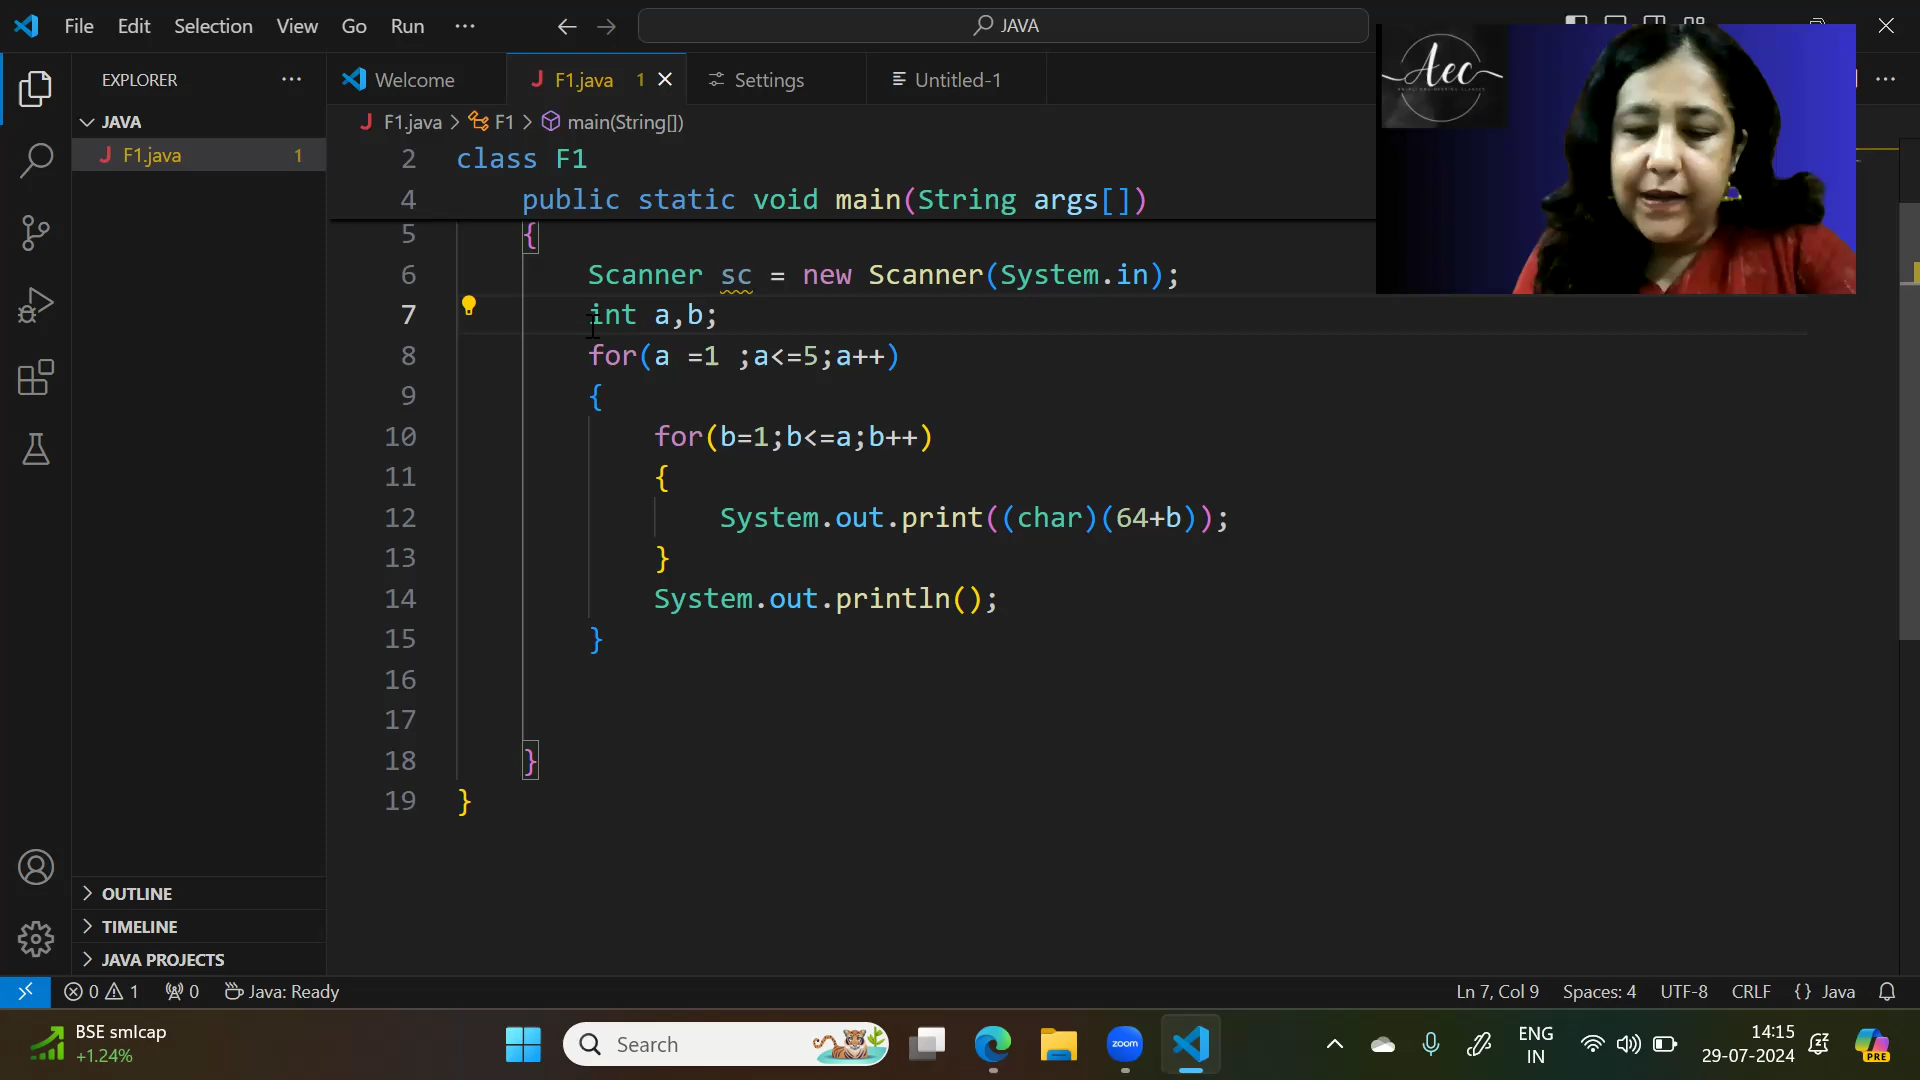 File Edit Selection View Go Run ...
JAVA
EXPLORER ...
Welcome
F1.java 1
Settings
Untitled-1
JAVA
F1.java 1
F1.java > F1 > main(String[])
2 class F1
4 public static void main(String args[])
5 {
6 Scanner sc = new Scanner(System.in);
7 int a,b;
8 for(a =1 ;a<=5;a++)
9 {
10 for(b=1;b<=a;b++)
11 {
12 System.out.print((char)(64+b));
13 }
14 System.out.println();
15 }
16
17
18 }
19 }
Aec
OUTLINE
TIMELINE
JAVA PROJECTS
0 1 0 Java: Ready
Ln 7, Col 9 Spaces: 4 UTF-8 CRLF {} Java
BSE smlcap
+1.24%
Search
zoom
ENG
IN
14:15
29-07-2024
PRE